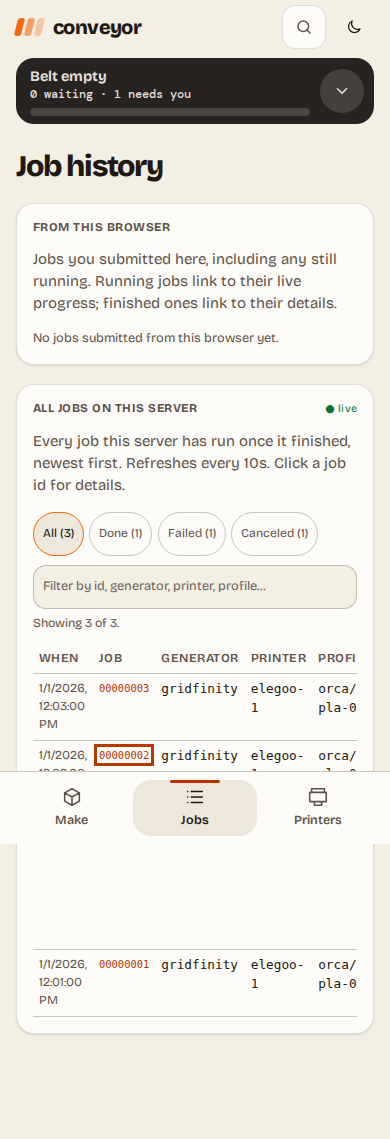 conveyor
Belt empty
0 waiting · 1 needs you
Job history
FROM THIS BROWSER
Jobs you submitted here, including any still
running. Running jobs link to their live
progress; finished ones link to their details.
No jobs submitted from this browser yet.
ALL JOBS ON THIS SERVER
live
Every job this server has run once it finished,
newest first. Refreshes every 10s. Click a job
id for details.
All (3) Done (1) Failed (1) Canceled (1)
Filter by id, generator, printer, profile…
Showing 3 of 3.
WHEN JOB GENERATOR PRINTER PROFI
1/1/2026, 00000003 gridfinity elegoo- orca/
12:03:00 1 pla-0
PM
1/1/2026, 00000002 gridfinity elegoo- orca/
Make Jobs Printers
1/1/2026, 00000001 gridfinity elegoo- orca/
12:01:00 1 pla-0
PM